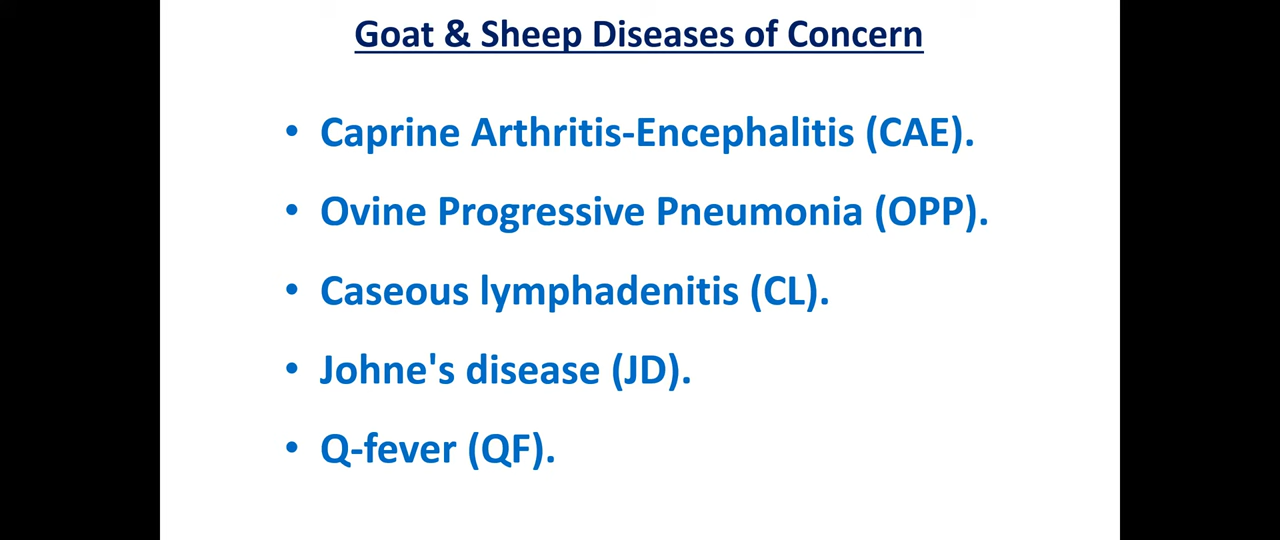 Goat & Sheep Diseases of Concern
• Caprine Arthritis-Encephalitis (CAE).
• Ovine Progressive Pneumonia (OPP).
• Caseous lymphadenitis (CL).
• Johne's disease (JD).
• Q-fever (QF).